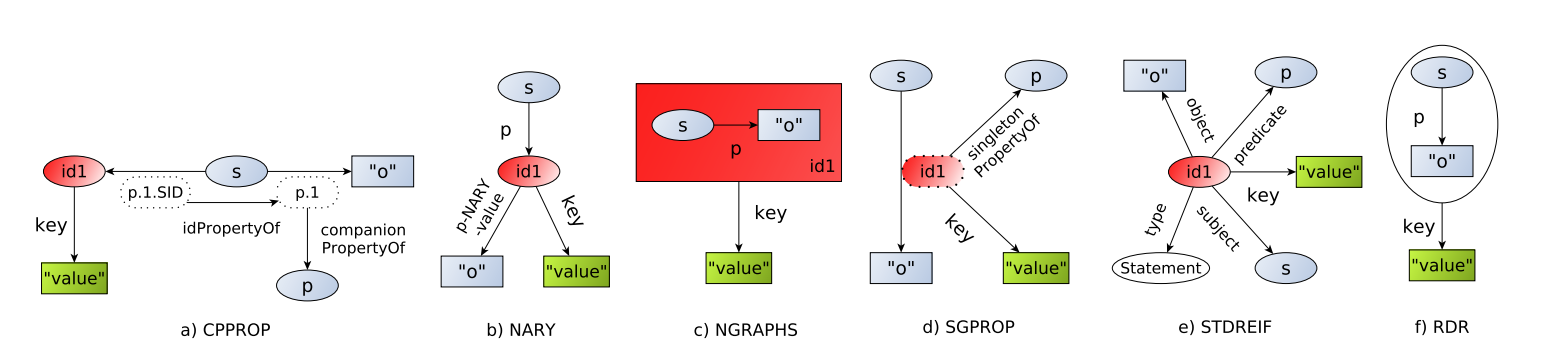 id1
s
"o"
p.1.SID
p.1
key
idPropertyOf
companion
PropertyOf
"value"
p
a) CPPROP
s
p
id1
p-NARY
-value
key
"o"
"value"
b) NARY
s
"o"
p
id1
key
"value"
c) NGRAPHS
s
p
singleton
PropertyOf
id1
key
"o"
"value"
d) SGPROP
"o"
p
object
predicate
id1
"value"
key
type
subject
Statement
s
e) STDREIF
s
p
"o"
key
"value"
f) RDR